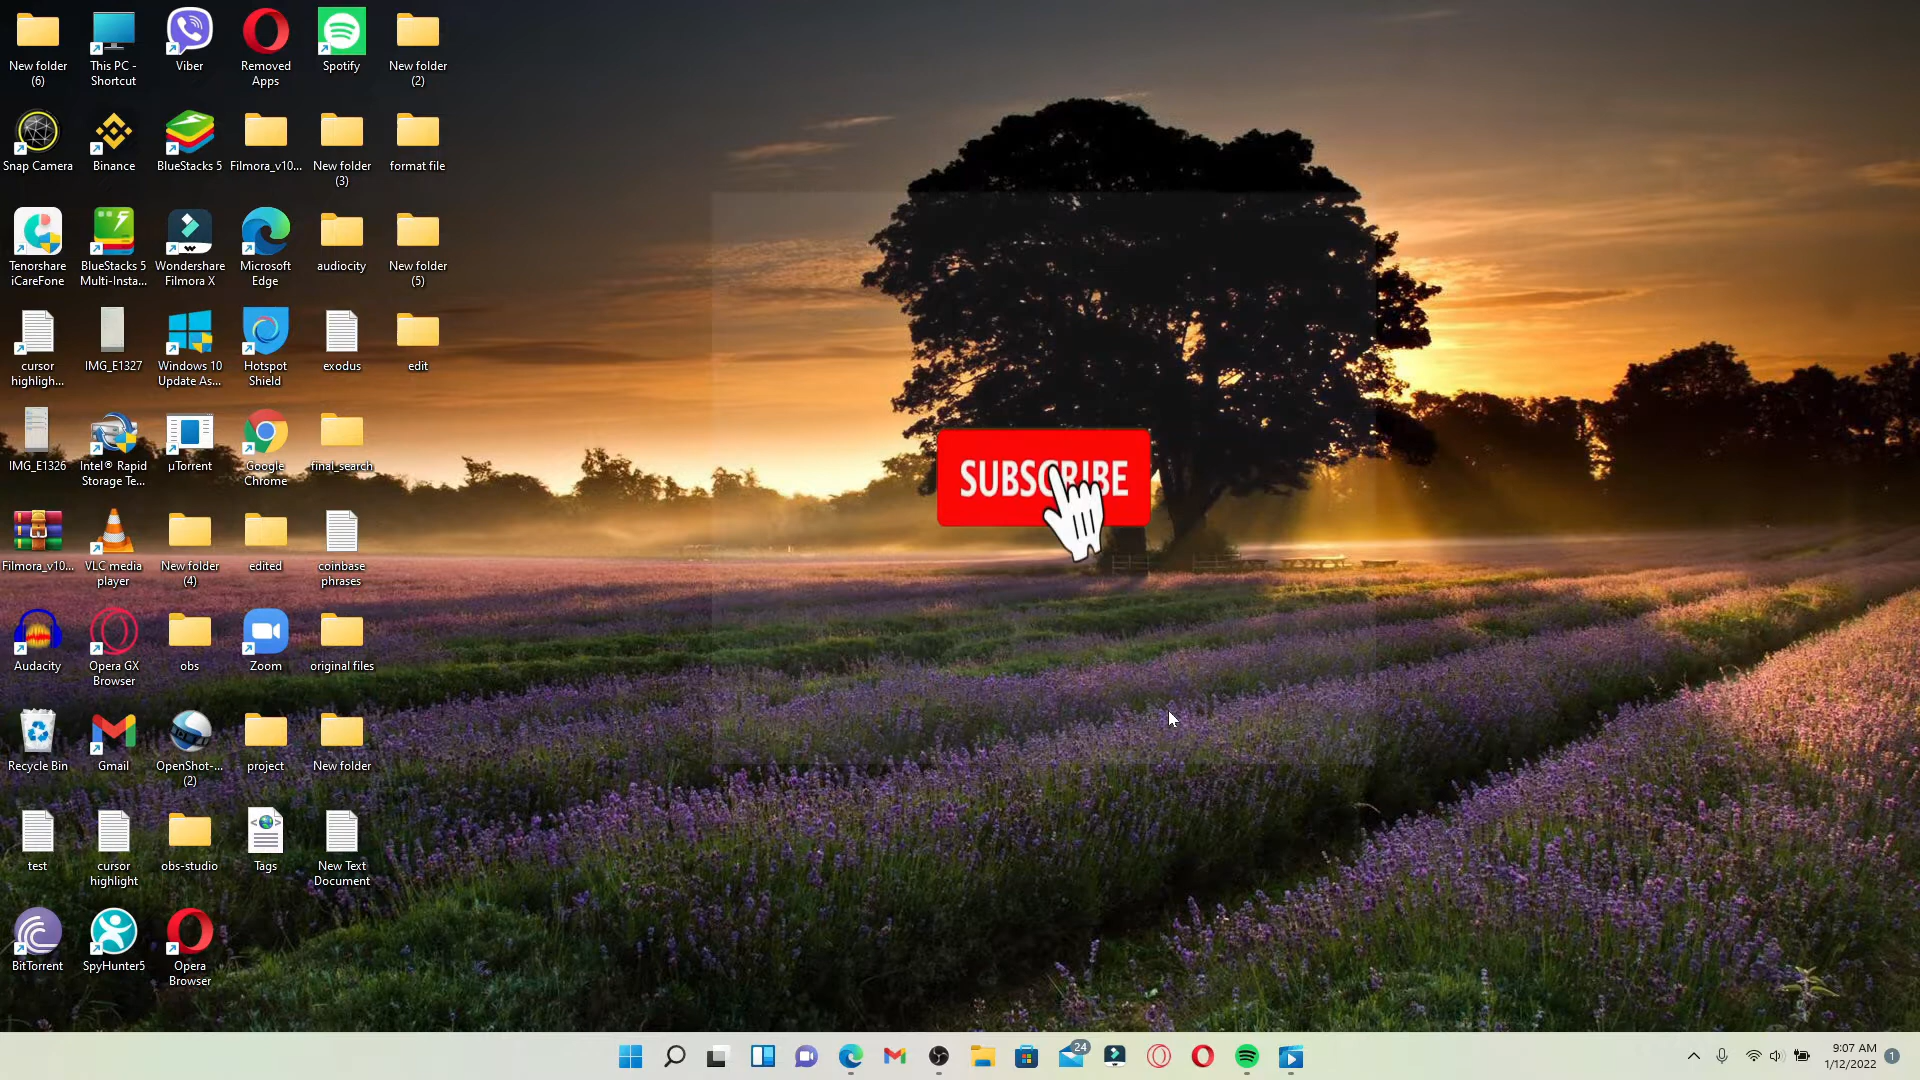 New folder
(6)
This PC -
Shortcut
Viber
Removed
Apps
Spotify
New folder
(2)
Snap Camera
Binance
BlueStacks 5
Filmora_v10...
New folder
(3)
format file
Tenorshare
iCareFone
BlueStacks 5
Multi-Insta...
Wondershare
Filmora X
Microsoft
Edge
audiocity
New folder
(5)
cursor
highligh...
IMG_E1327
Windows 10
Update As...
Hotspot
Shield
exodus
edit
IMG_E1326
Intel® Rapid
Storage Te...
µTorrent
Google
Chrome
final_search
SUBSCRIBE
Filmora_v10...
VLC media
player
New folder
(4)
edited
coinbase
phrases
Audacity
Opera GX
Browser
obs
Zoom
original files
Recycle Bin
Gmail
OpenShot-...
(2)
project
New folder
test
cursor
highlight
obs-studio
Tags
New Text
Document
BitTorrent
SpyHunter5
Opera
Browser
24
9:07 AM
1/12/2022
1